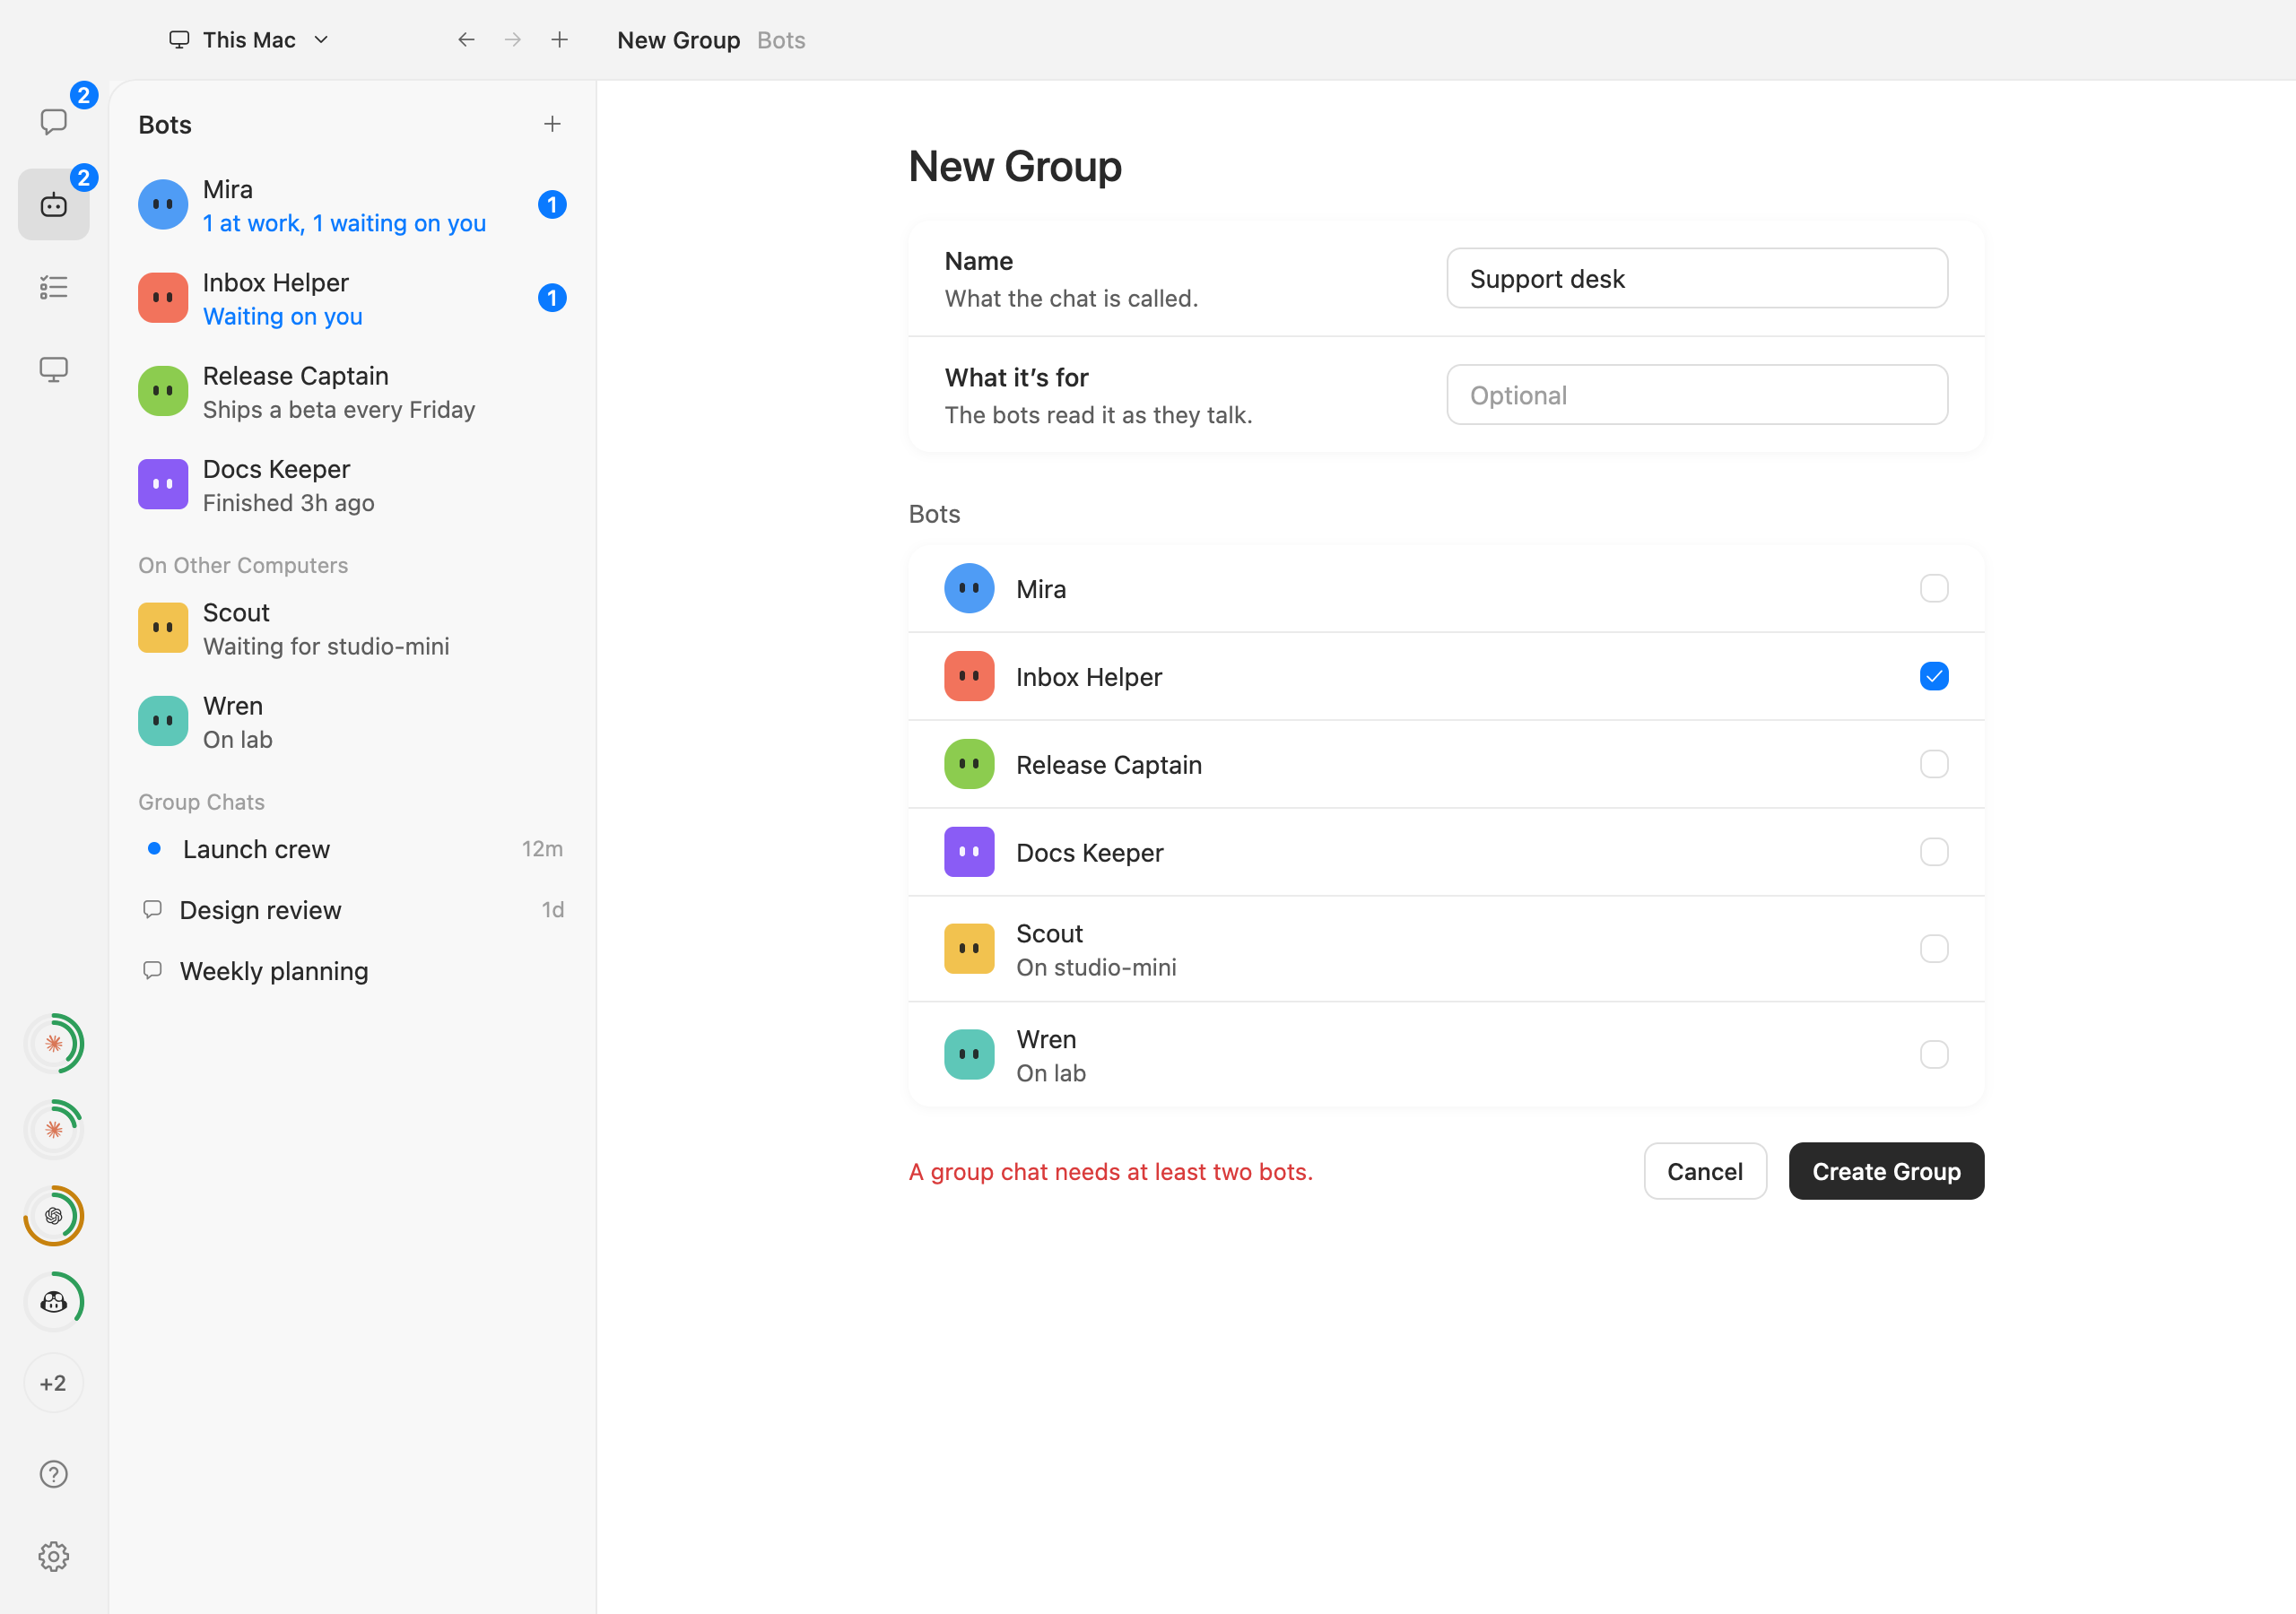 This Mac
New Group Bots
2
2
Bots
Mira
1 at work, 1 waiting on you
1
Inbox Helper
Waiting on you
1
Release Captain
Ships a beta every Friday
Docs Keeper
Finished 3h ago
On Other Computers
Scout
Waiting for studio-mini
Wren
On lab
Group Chats
Launch crew 12m
Design review 1d
Weekly planning
+2
New Group
Name
What the chat is called.
Support desk
What it’s for
The bots read it as they talk.
Optional
Bots
Mira
Inbox Helper
Release Captain
Docs Keeper
Scout
On studio-mini
Wren
On lab
A group chat needs at least two bots.
Cancel
Create Group